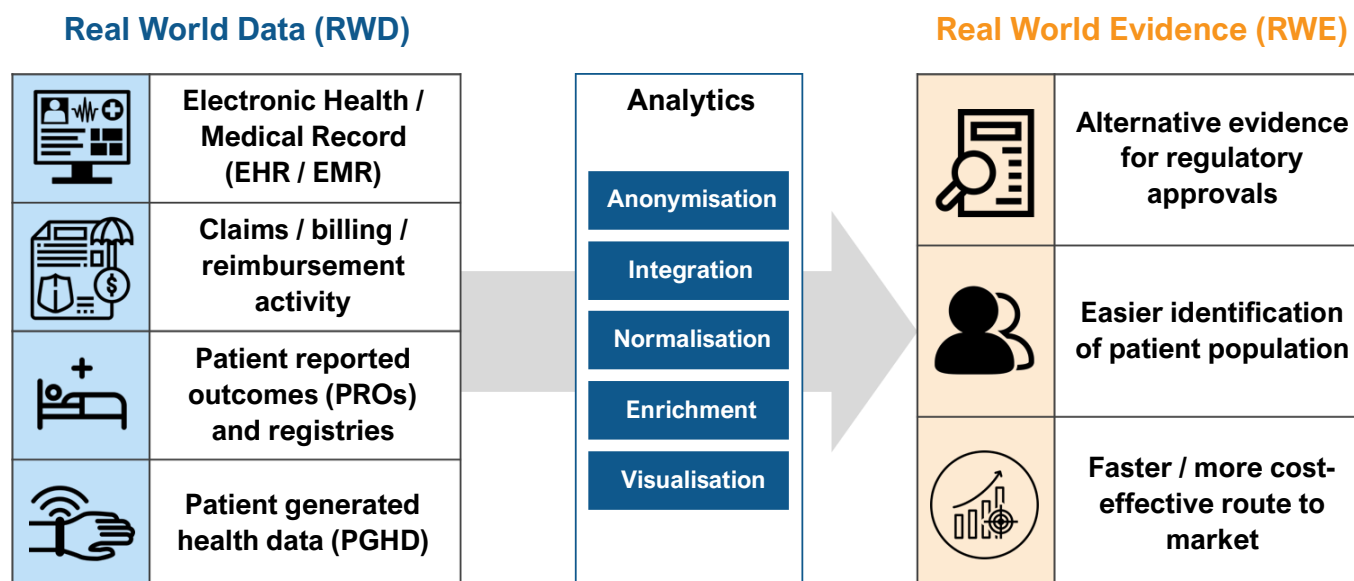 Real World Data (RWD)
Electronic Health /
Medical Record
(EHR / EMR)
Claims / billing /
reimbursement
activity
Patient reported
outcomes (PROs)
and registries
Patient generated
health data (PGHD)
Analytics
Anonymisation
Integration
Normalisation
Enrichment
Visualisation
Real World Evidence (RWE)
Alternative evidence
for regulatory
approvals
Easier identification
of patient population
Faster / more cost-
effective route to
market